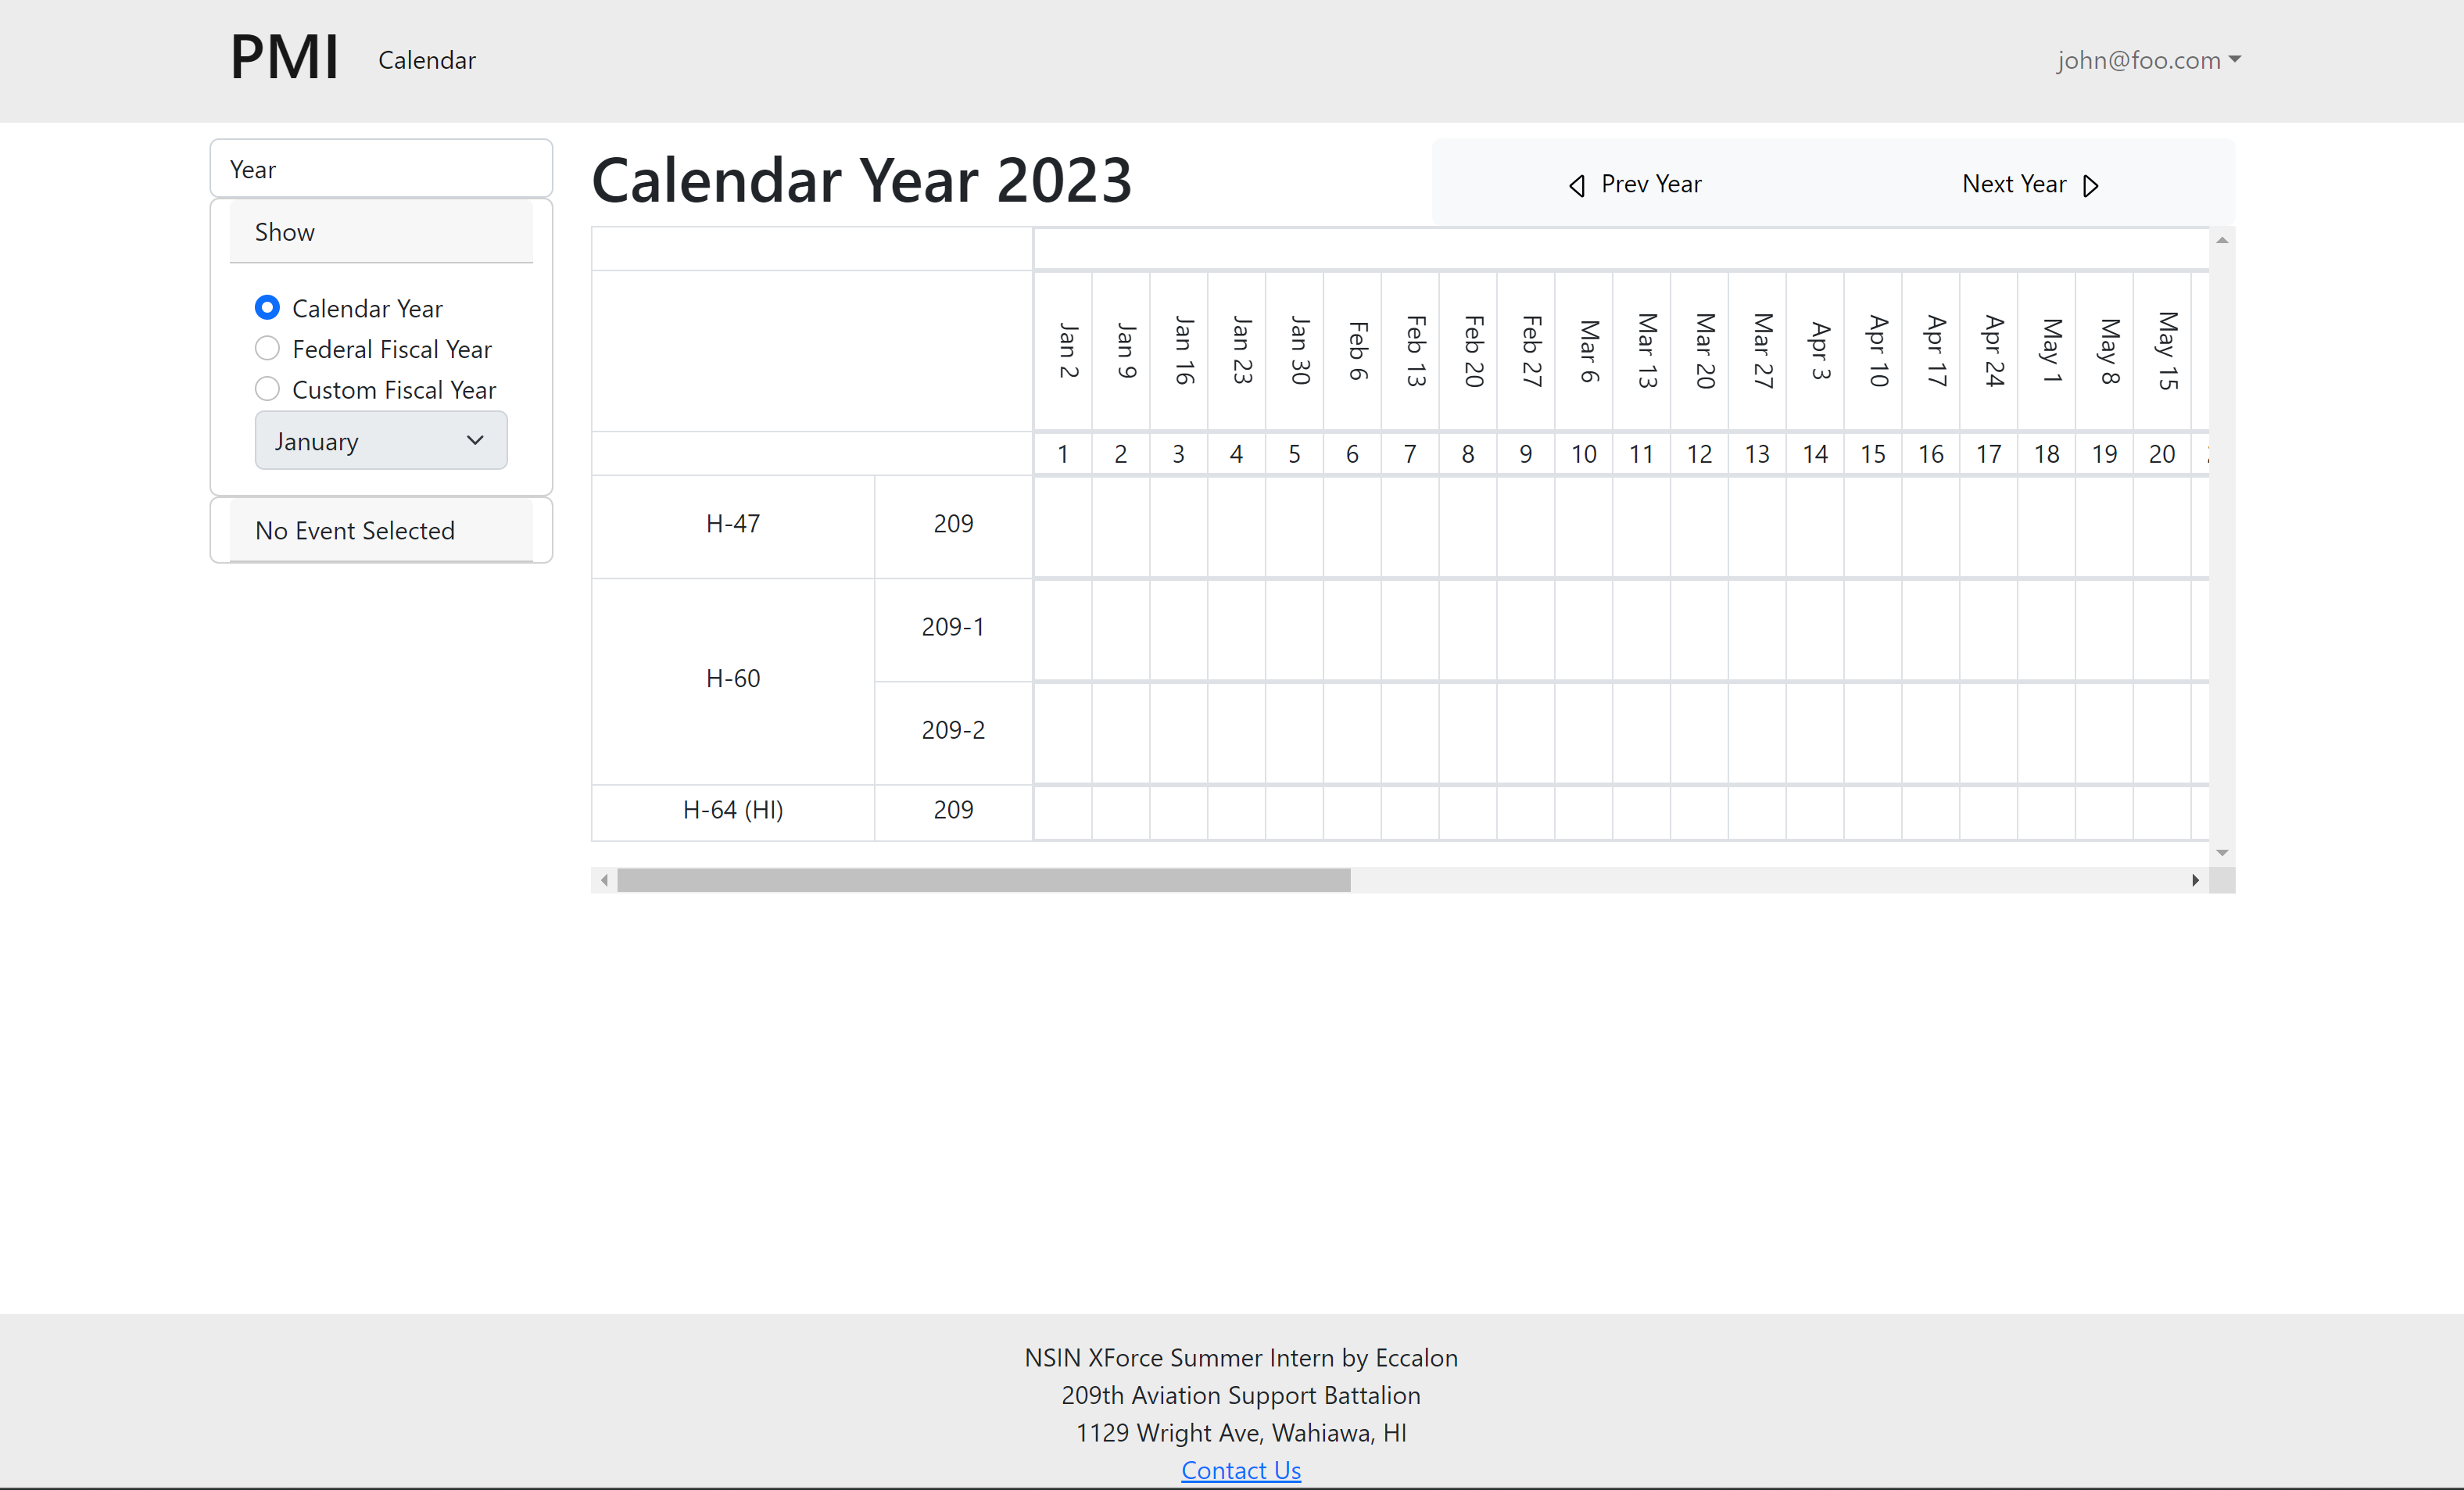 PMI Calendar john@foo.com
Year
Show
Calendar Year
Federal Fiscal Year
Custom Fiscal Year
January
No Event Selected
Calendar Year 2023
Prev Year Next Year
Jan 2 Jan 9 Jan 16 Jan 23 Jan 30 Feb 6 Feb 13 Feb 20 Feb 27 Mar 6 Mar 13 Mar 20 Mar 27 Apr 3 Apr 10 Apr 17 Apr 24 May 1 May 8 May 15
1 2 3 4 5 6 7 8 9 10 11 12 13 14 15 16 17 18 19 20
H-47 209
H-60 209-1
209-2
H-64 (HI) 209
NSIN XForce Summer Intern by Eccalon
209th Aviation Support Battalion
1129 Wright Ave, Wahiawa, HI
Contact Us